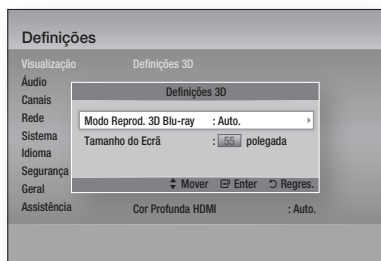 Definições
Visualização Definições 3D
Áudio
Canais
Rede
Sistema
Idioma
Segurança
Geral
Assistência
Definições 3D
Modo Reprod. 3D Blu-ray : Auto.
Tamanho do Ecrã : 55 polegada
Mover Enter Regres.
Cor Profunda HDMI : Auto.